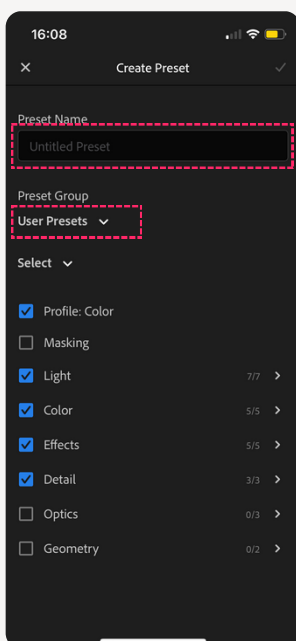 16:08
Create Preset
Preset Name
Untitled Preset
Preset Group
User Presets
Select
Profile: Color
Masking
Light 7/7
Color 5/5
Effects 5/5
Detail 3/3
Optics 0/3
Geometry 0/2